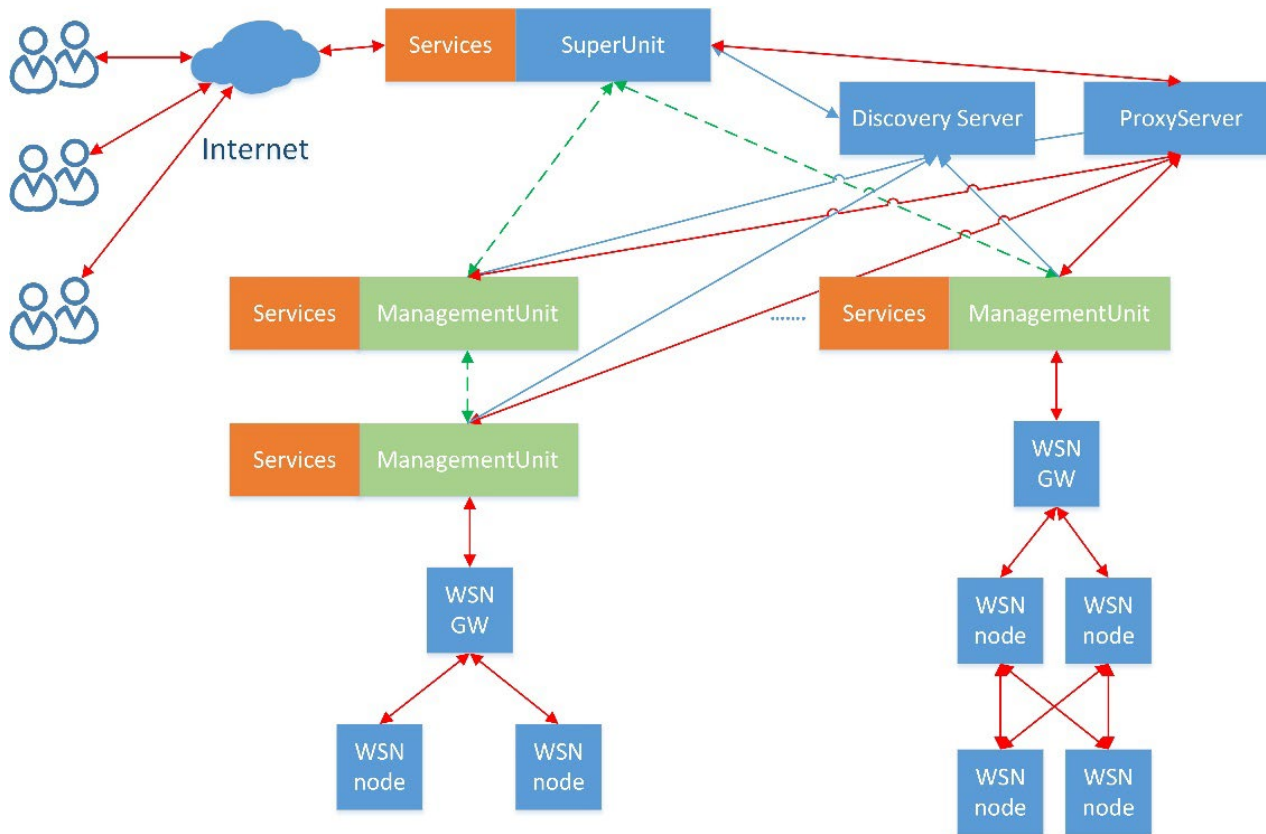 Services
SuperUnit
Discovery Server
ProxyServer
Internet
Services
ManagementUnit
.......
Services
ManagementUnit
Services
ManagementUnit
WSN
GW
WSN
GW
WSN
node
WSN
node
WSN
node
WSN
node
WSN
node
WSN
node